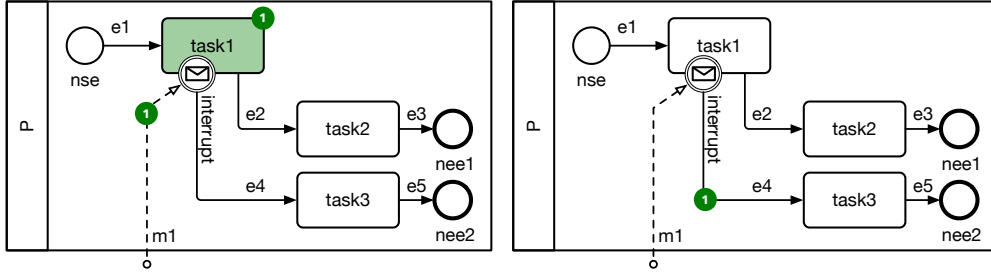 P
nse
e1
task1
1
1
interrupt
m1
e2
task2
e3
nee1
e4
task3
e5
nee2
P
nse
e1
task1
interrupt
m1
e2
task2
e3
nee1
1
e4
task3
e5
nee2